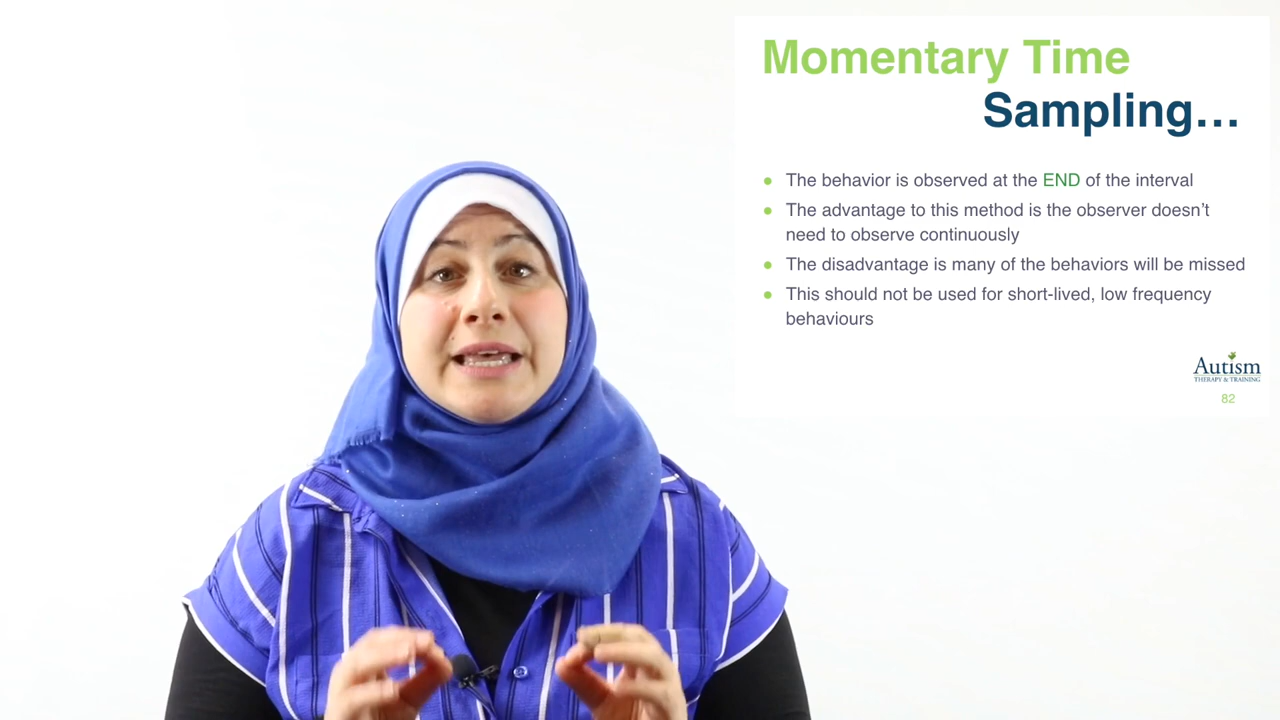 Momentary Time
Sampling...
The behavior is observed at the END of the interval
The advantage to this method is the observer doesn't
need to observe continuously
The disadvantage is many of the behaviors will be missed
This should not be used for short-lived, low frequency
behaviours
Autism
THERAPY & TRAINING
82